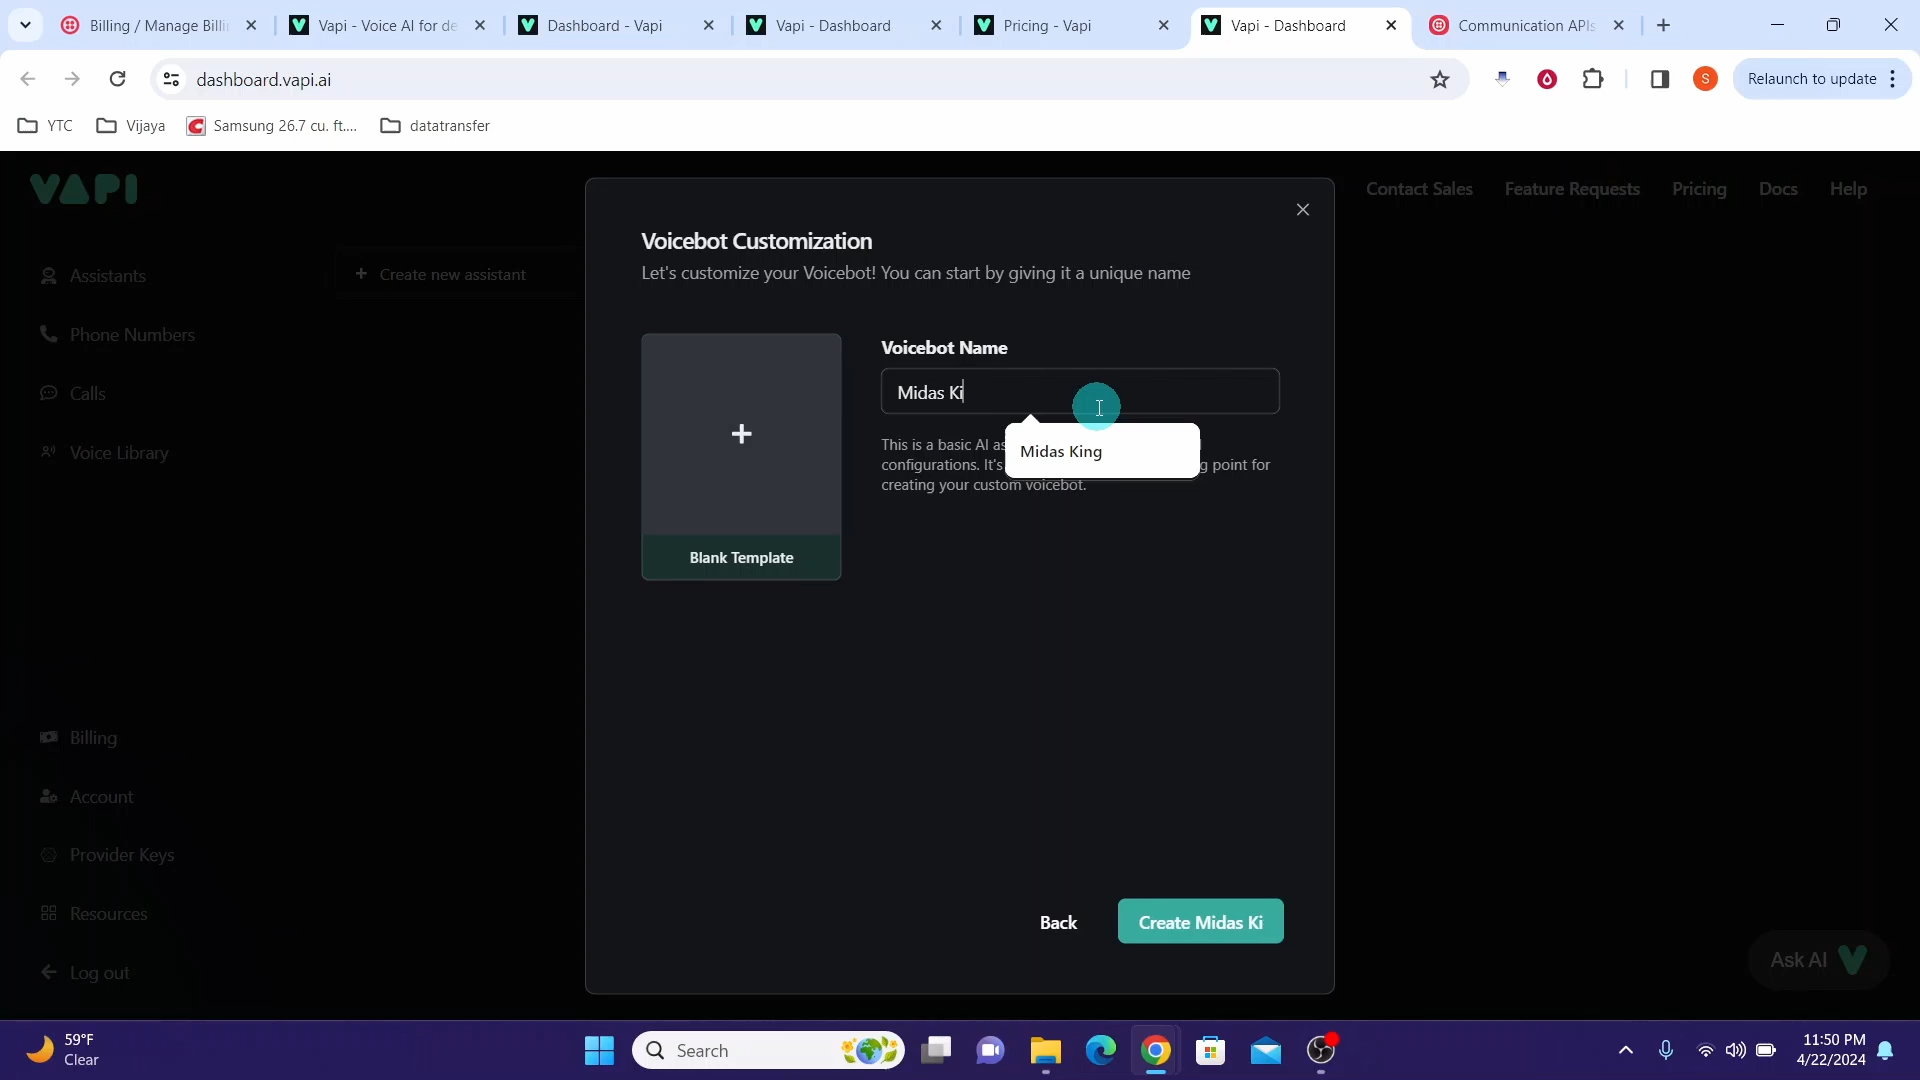 Billing / Manage Billi
Vapi - Voice AI for de
Dashboard - Vapi
Vapi - Dashboard
Pricing - Vapi
Vapi - Dashboard
Communication APIs
dashboard.vapi.ai
S
Relaunch to update
YTC
Vijaya
Samsung 26.7 cu. ft....
datatransfer
VAPI
Contact Sales
Feature Requests
Pricing
Docs
Help
Assistants
Phone Numbers
Calls
Voice Library
Billing
Account
Provider Keys
Resources
Log out
+ Create new assistant
Voicebot Customization
Let's customize your Voicebot! You can start by giving it a unique name
+
Blank Template
Voicebot Name
Midas Ki
Midas King
This is a basic AI as
configurations. It's g point for
creating your custom voicebot.
Back
Create Midas Ki
Ask AI
59°F
Clear
Search
11:50 PM
4/22/2024